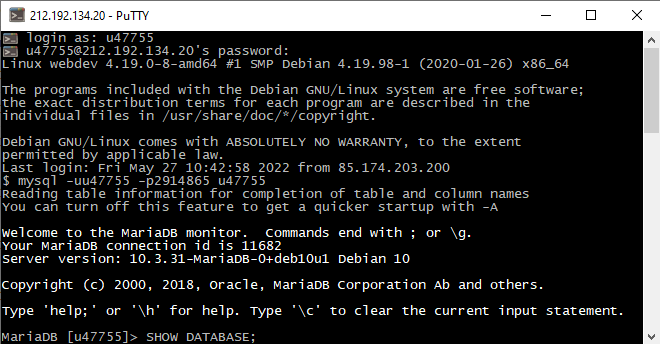 212.192.134.20 - PuTTY
login as: u47755
u47755@212.192.134.20's password:
Linux webdev 4.19.0-8-amd64 #1 SMP Debian 4.19.98-1 (2020-01-26) x86_64
The programs included with the Debian GNU/Linux system are free software;
the exact distribution terms for each program are described in the
individual files in /usr/share/doc/*/copyright.
Debian GNU/Linux comes with ABSOLUTELY NO WARRANTY, to the extent
permitted by applicable law.
Last login: Fri May 27 10:42:58 2022 from 85.174.203.200
$ mysql -uu47755 -p2914865 u47755
Reading table information for completion of table and column names
You can turn off this feature to get a quicker startup with -A
Welcome to the MariaDB monitor.  Commands end with ; or \g.
Your MariaDB connection id is 11682
Server version: 10.3.31-MariaDB-0+deb10u1 Debian 10
Copyright (c) 2000, 2018, Oracle, MariaDB Corporation Ab and others.
Type 'help;' or '\h' for help. Type '\c' to clear the current input statement.
MariaDB [u47755]> SHOW DATABASE;